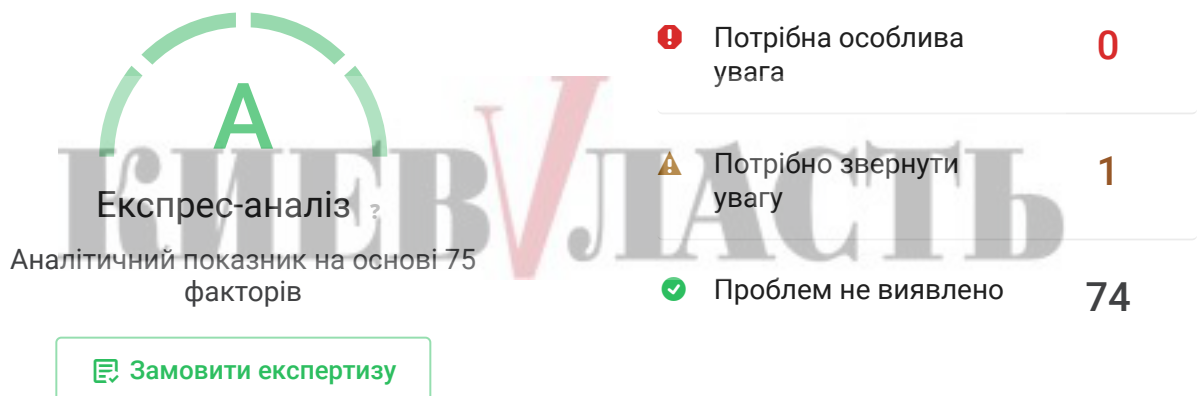 A
Експрес-аналіз ?
Аналітичний показник на основі 75
факторів
Замовити експертизу
Потрібна особлива
увага
0
Потрібно звернути
увагу
1
Проблем не виявлено
74
КИЕВVЛАСТЬ